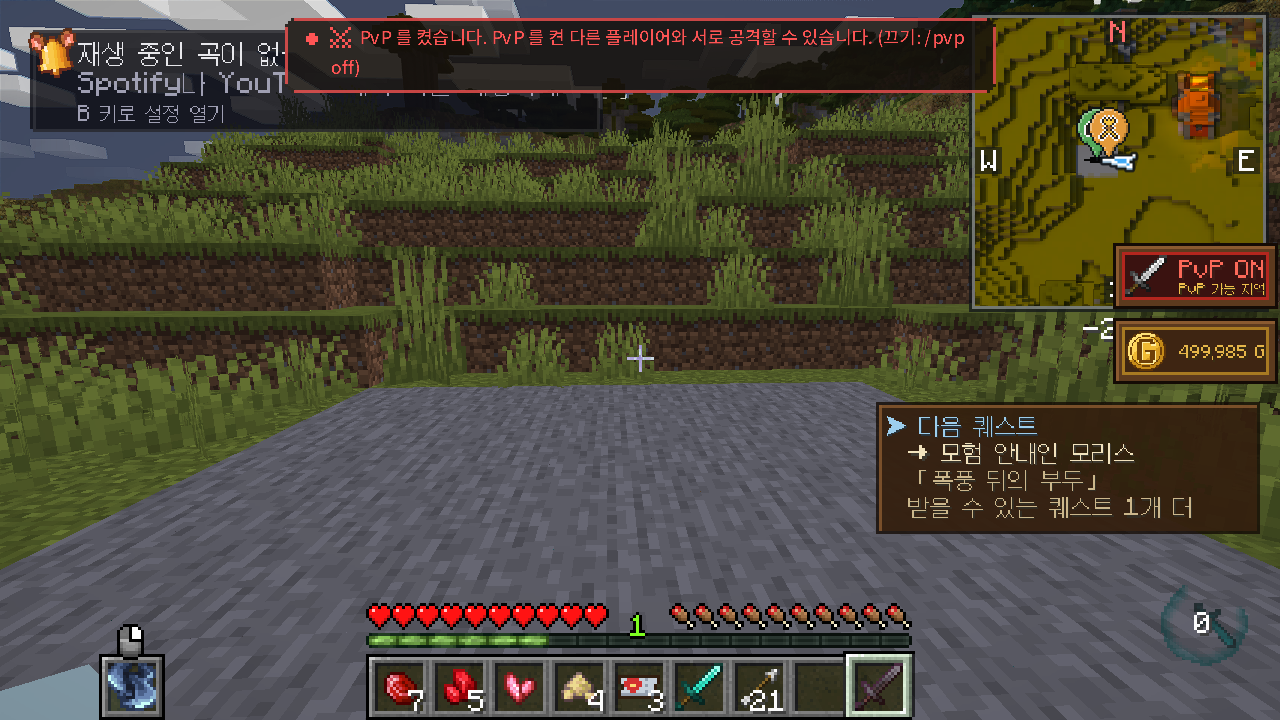 재생 중인 곡이 없
Spotify나 YouT
B 키로 설정 열기
PvP 를 켰습니다. PvP 를 켠 다른 플레이어와 서로 공격할 수 있습니다. (끄기: /pvp
off)
N
W
E
PvP ON
PvP 가능 지역
-2
499,985 G
다음 퀘스트
→ 모험 안내인 모리스
「폭풍 뒤의 부두」
받을 수 있는 퀘스트 1개 더
1
0
7
5
4
3
21